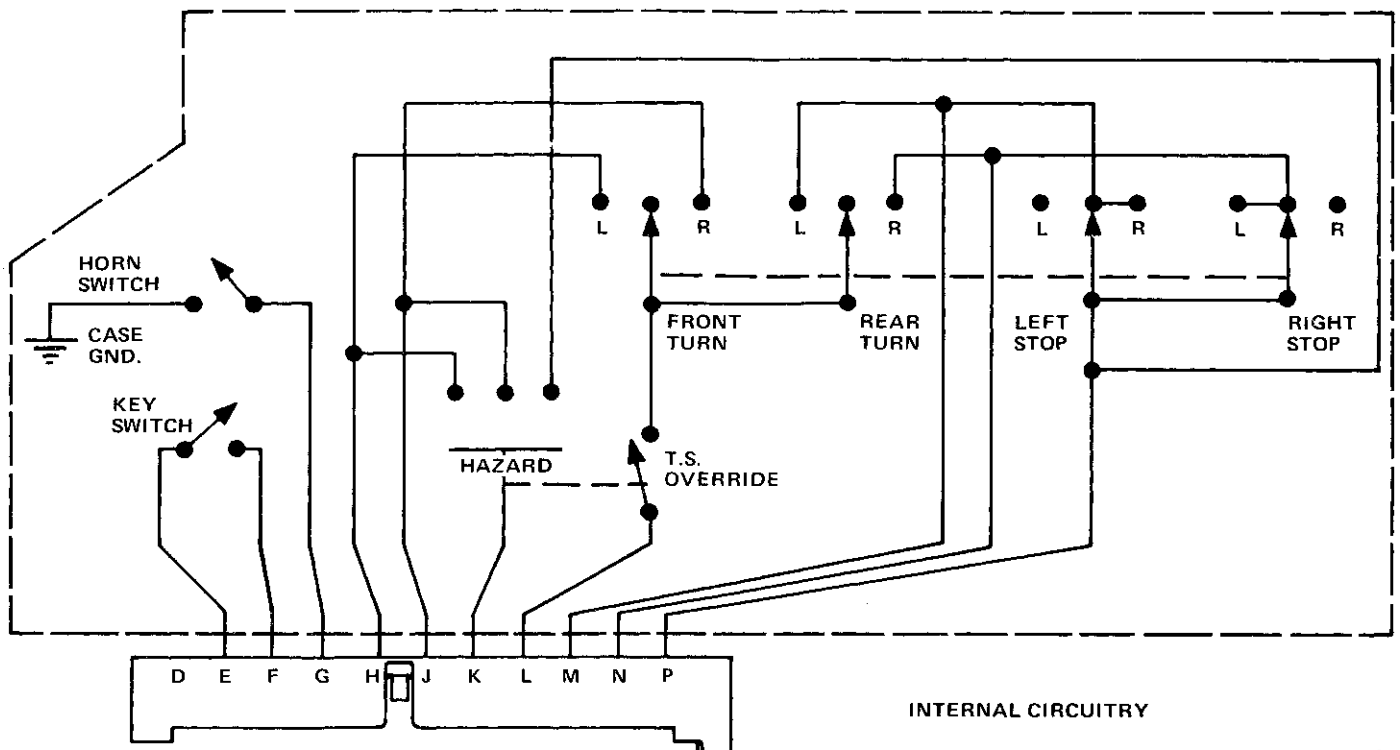 L R L R L R L R
HORN
SWITCH
CASE
GND.
FRONT
TURN
REAR
TURN
LEFT
STOP
RIGHT
STOP
KEY
SWITCH
HAZARD
T.S.
OVERRIDE
D E F G H J K L M N P
INTERNAL CIRCUITRY